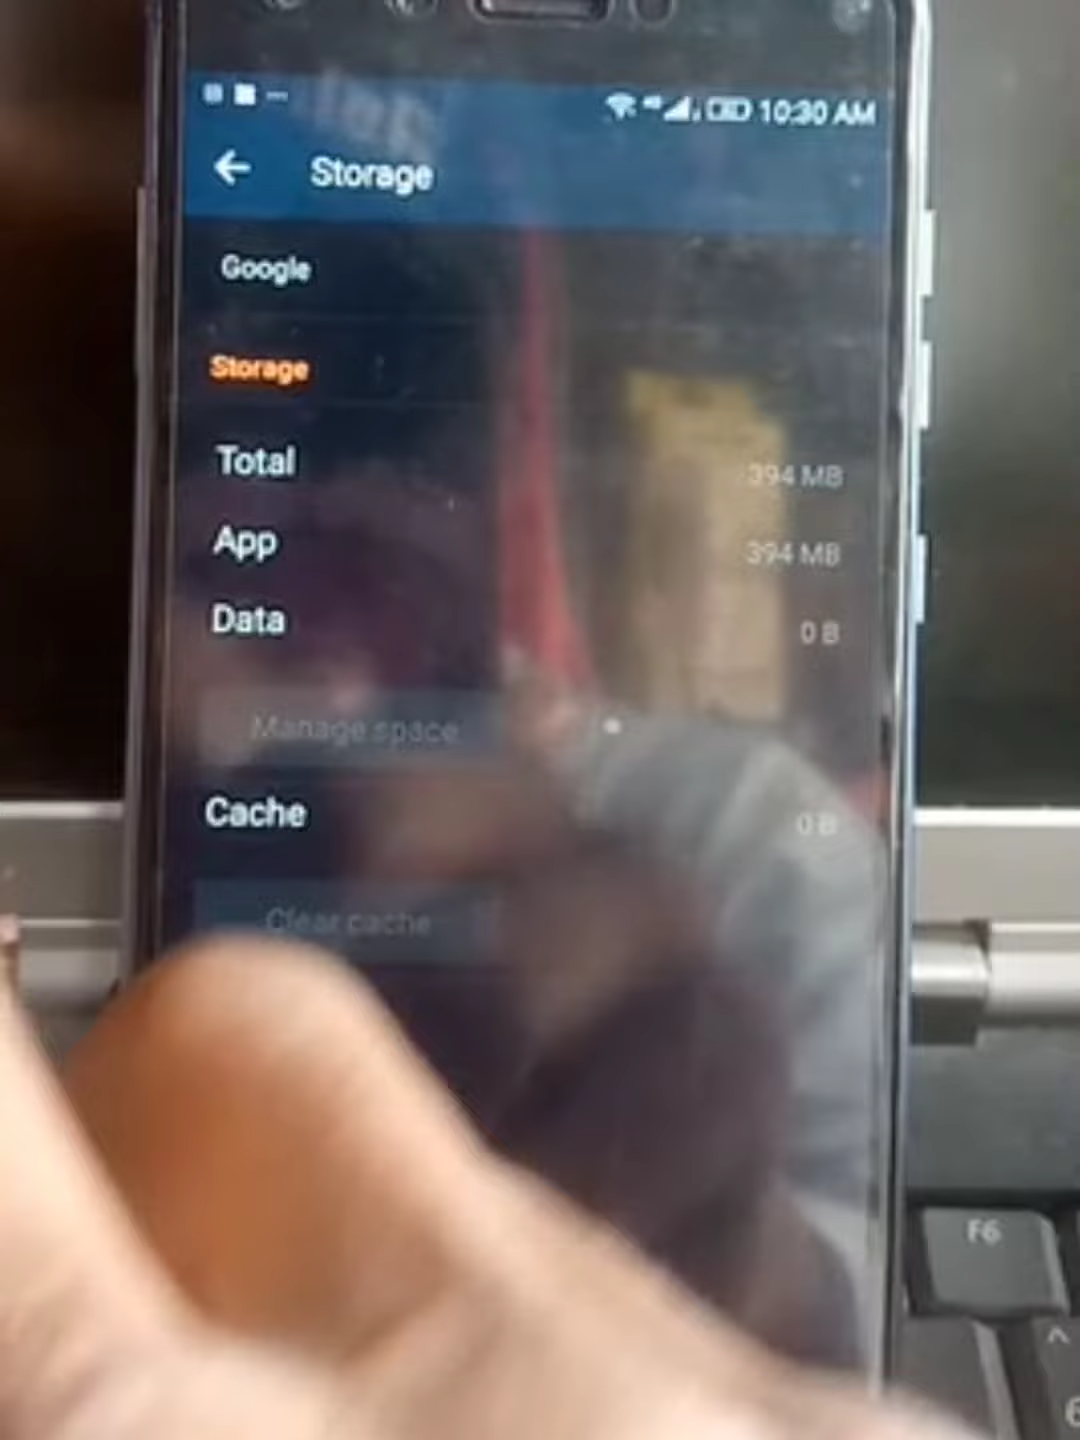 10:30 AM
Storage
Google
Storage
Total 394 MB
App 394 MB
Data 0 B
Manage space
Cache 0 B
Clear cache
F6
^
6